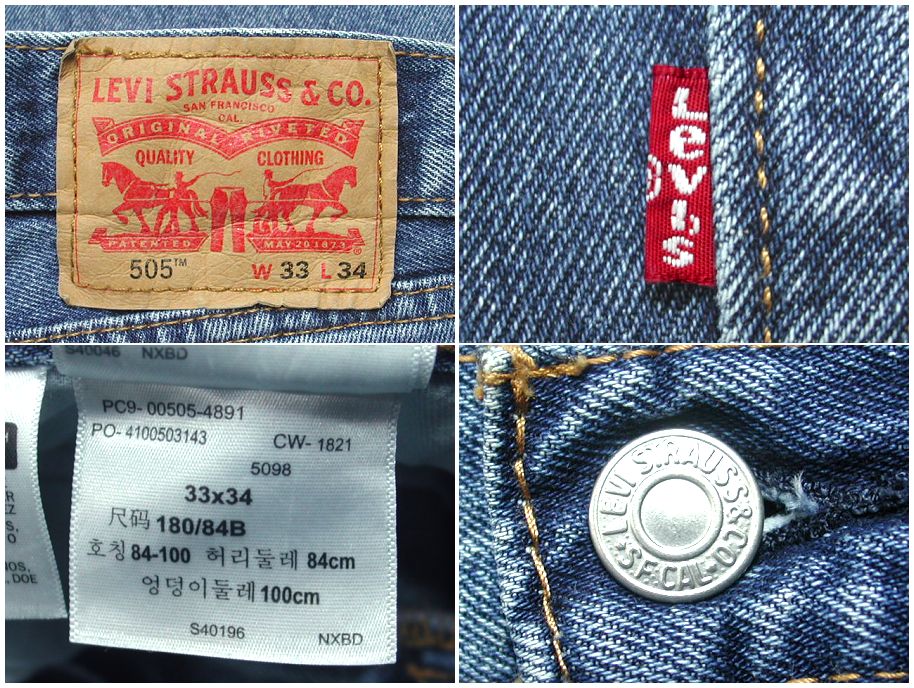 LEVI STRAUSS & CO.
SAN FRANCISCO
CAL.
ORIGINAL RIVETED
QUALITY CLOTHING
PATENTED MAY 20 1873 ®
505™ W 33 L 34
Levi's
®
S40046 NXBD
PC9- 00505-4891
PO- 4100503143 CW- 1821
5098
33x34
尺码 180/84B
호칭 84-100 허리둘레 84cm
엉덩이둘레 100cm
S40196 NXBD
DOE
LEVI STRAUSS & CO. S.F. CAL-